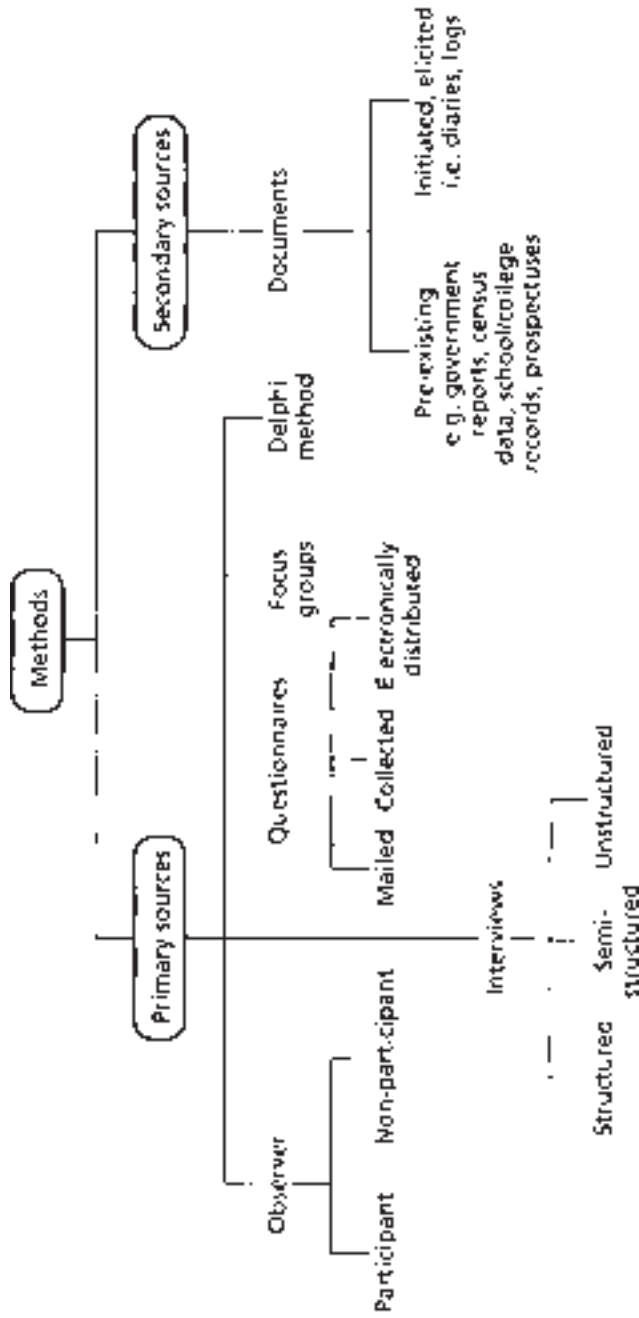 Methods
Primary sources
Secondary sources
Observer
Questionnaires
Focus
groups
Delphi
method
Documents
Participant
Non-participant
Mailed
Collected
Electronically
distributed
Pre-existing
e.g. government
reports, census
data, school/college
records, prospectuses
Initiated, elicited
i.e. diaries, logs
Interviews
Structured
Semi-
structured
Unstructured